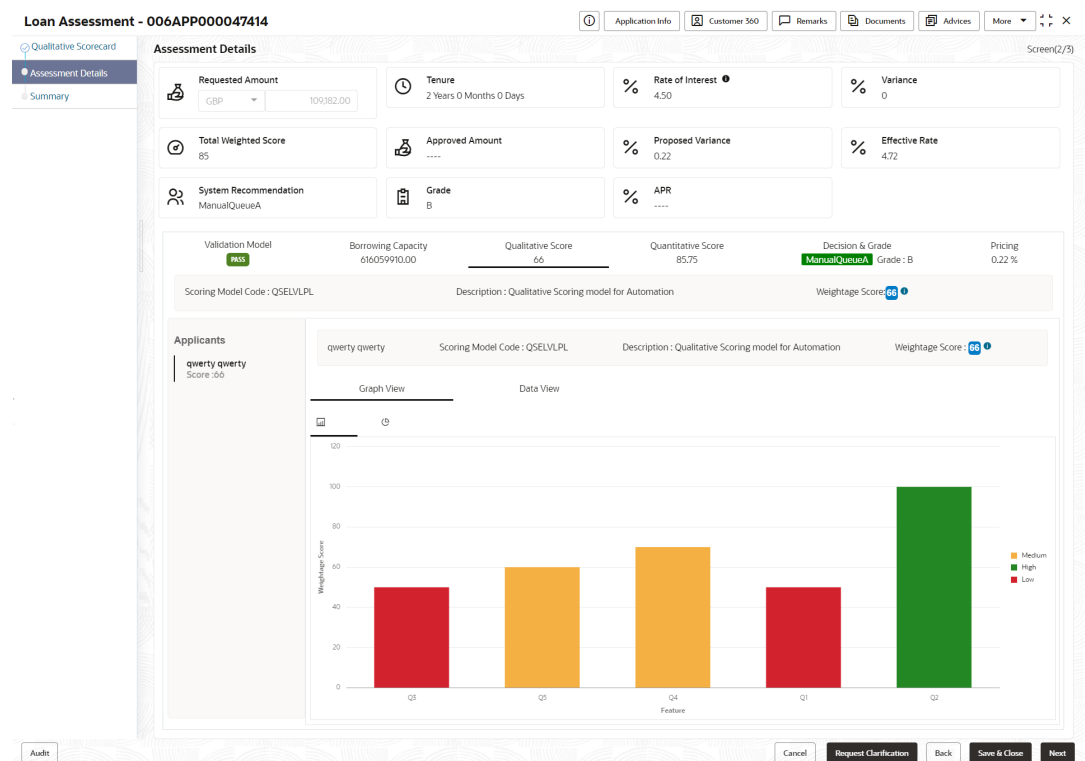 Loan Assessment - 006APP000047414
Application Info
Customer 360
Remarks
Documents
Advices
More
Qualitative Scorecard
Assessment Details
Summary
Assessment Details
Screen(2/3)
Requested Amount
GBP
109,182.00
Tenure
2 Years 0 Months 0 Days
Rate of Interest
4.50
Variance
0
Total Weighted Score
85
Approved Amount
----
Proposed Variance
0.22
Effective Rate
4.72
System Recommendation
ManualQueueA
Grade
B
APR
----
Validation Model
PASS
Borrowing Capacity
616059910.00
Qualitative Score
66
Quantitative Score
85.75
Decision & Grade
ManualQueueA Grade : B
Pricing
0.22 %
Scoring Model Code : QSELVLPL
Description : Qualitative Scoring model for Automation
Weightage Score: 66
Applicants
qwerty qwerty
Score :66
qwerty qwerty
Scoring Model Code : QSELVLPL
Description : Qualitative Scoring model for Automation
Weightage Score : 66
Graph View
Data View
120
100
80
60
40
20
0
Weightage Score
Q3
Q5
Q4
Q1
Q2
Feature
Medium
High
Low
Audit
Cancel
Request Clarification
Back
Save & Close
Next